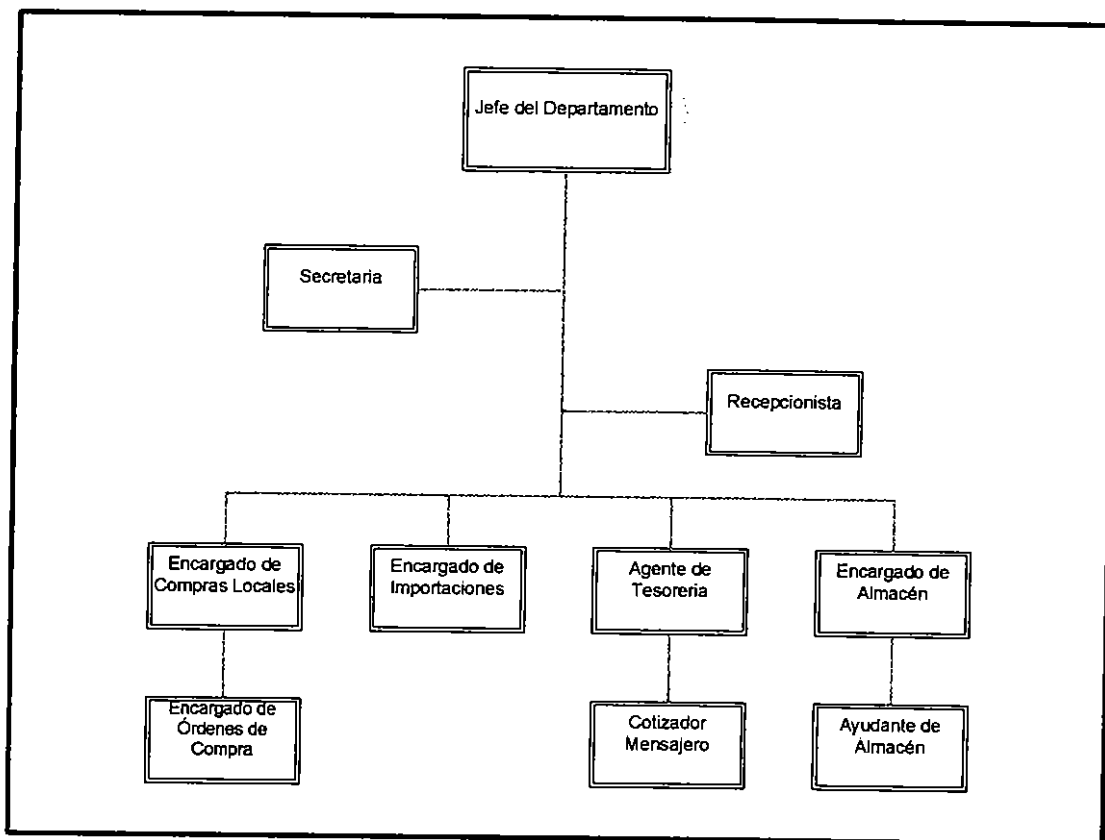 Jefe del Departamento
Secretaria
Recepcionista
Encargado de
Compras Locales
Encargado de
Importaciones
Agente de
Tesoreria
Encargado de
Almacén
Encargado de
Órdenes de
Compra
Cotizador
Mensajero
Ayudante de
Almacén